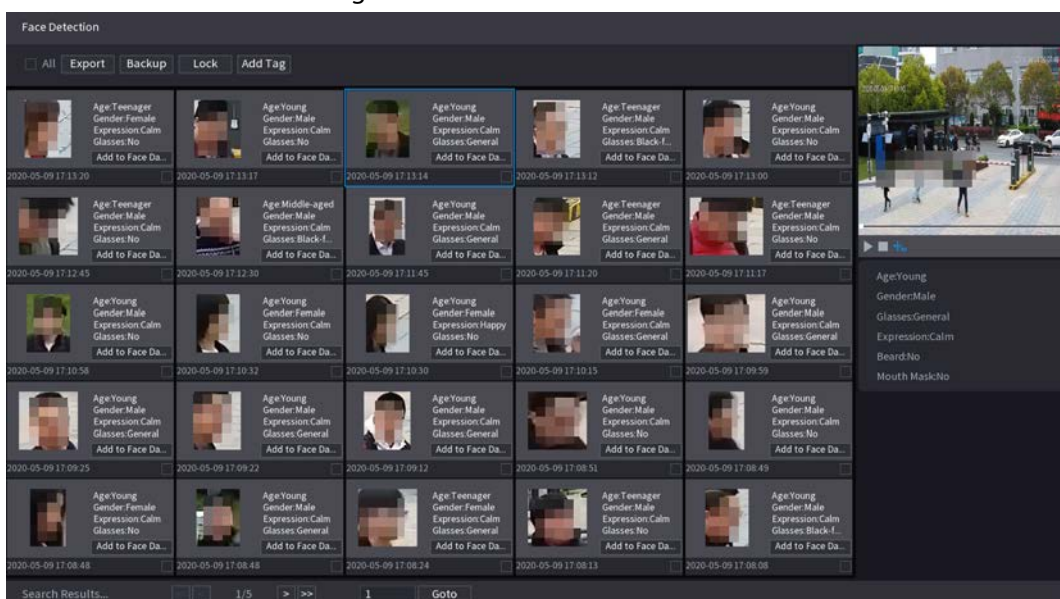 Face Detection
All Export Backup Lock Add Tag
Age:Teenager
Gender:Female
Expression:Calm
Glasses:No
Add to Face Da...
2020-05-09 17:13:20
Age:Young
Gender:Male
Expression:Calm
Glasses:No
Add to Face Da...
2020-05-09 17:13:17
Age:Young
Gender:Male
Expression:Calm
Glasses:General
Add to Face Da...
2020-05-09 17:13:14
Age:Teenager
Gender:Male
Expression:Calm
Glasses:Black-f...
Add to Face Da...
2020-05-09 17:13:12
Age:Young
Gender:Male
Expression:Calm
Glasses:No
Add to Face Da...
2020-05-09 17:13:00
Age:Teenager
Gender:Male
Expression:Calm
Glasses:No
Add to Face Da...
2020-05-09 17:12:45
Age:Middle-aged
Gender:Male
Expression:Calm
Glasses:Black-f...
Add to Face Da...
2020-05-09 17:12:30
Age:Young
Gender:Male
Expression:Calm
Glasses:General
Add to Face Da...
2020-05-09 17:11:45
Age:Teenager
Gender:Male
Expression:Calm
Glasses:General
Add to Face Da...
2020-05-09 17:11:20
Age:Teenager
Gender:Male
Expression:Calm
Glasses:No
Add to Face Da...
2020-05-09 17:11:17
Age:Young
Gender:Male
Expression:Calm
Glasses:No
Add to Face Da...
2020-05-09 17:10:58
Age:Young
Gender:Female
Expression:Calm
Glasses:No
Add to Face Da...
2020-05-09 17:10:32
Age:Young
Gender:Female
Expression:Happy
Glasses:No
Add to Face Da...
2020-05-09 17:10:30
Age:Young
Gender:Female
Expression:Calm
Glasses:General
Add to Face Da...
2020-05-09 17:10:15
Age:Young
Gender:Male
Expression:Calm
Glasses:General
Add to Face Da...
2020-05-09 17:09:59
Age:Young
Gender:Male
Expression:Calm
Glasses:General
Add to Face Da...
2020-05-09 17:09:25
Age:Young
Gender:Male
Expression:Calm
Glasses:General
Add to Face Da...
2020-05-09 17:09:22
Age:Young
Gender:Male
Expression:Calm
Glasses:General
Add to Face Da...
2020-05-09 17:09:12
Age:Young
Gender:Male
Expression:Calm
Glasses:No
Add to Face Da...
2020-05-09 17:08:51
Age:Young
Gender:Male
Expression:Calm
Glasses:No
Add to Face Da...
2020-05-09 17:08:49
Age:Young
Gender:Female
Expression:Calm
Glasses:No
Add to Face Da...
2020-05-09 17:08:48
Age:Young
Gender:Male
Expression:Calm
Glasses:General
Add to Face Da...
2020-05-09 17:08:48
Age:Teenager
Gender:Female
Expression:Calm
Glasses:General
Add to Face Da...
2020-05-09 17:08:24
Age:Teenager
Gender:Male
Expression:Calm
Glasses:No
Add to Face Da...
2020-05-09 17:08:13
Age:Young
Gender:Male
Expression:Calm
Glasses:Black-f...
Add to Face Da...
2020-05-09 17:08:08
Age:Young
Gender:Male
Glasses:General
Expression:Calm
Beard:No
Mouth Mask:No
Search Results... 1/5 > >> 1 Goto